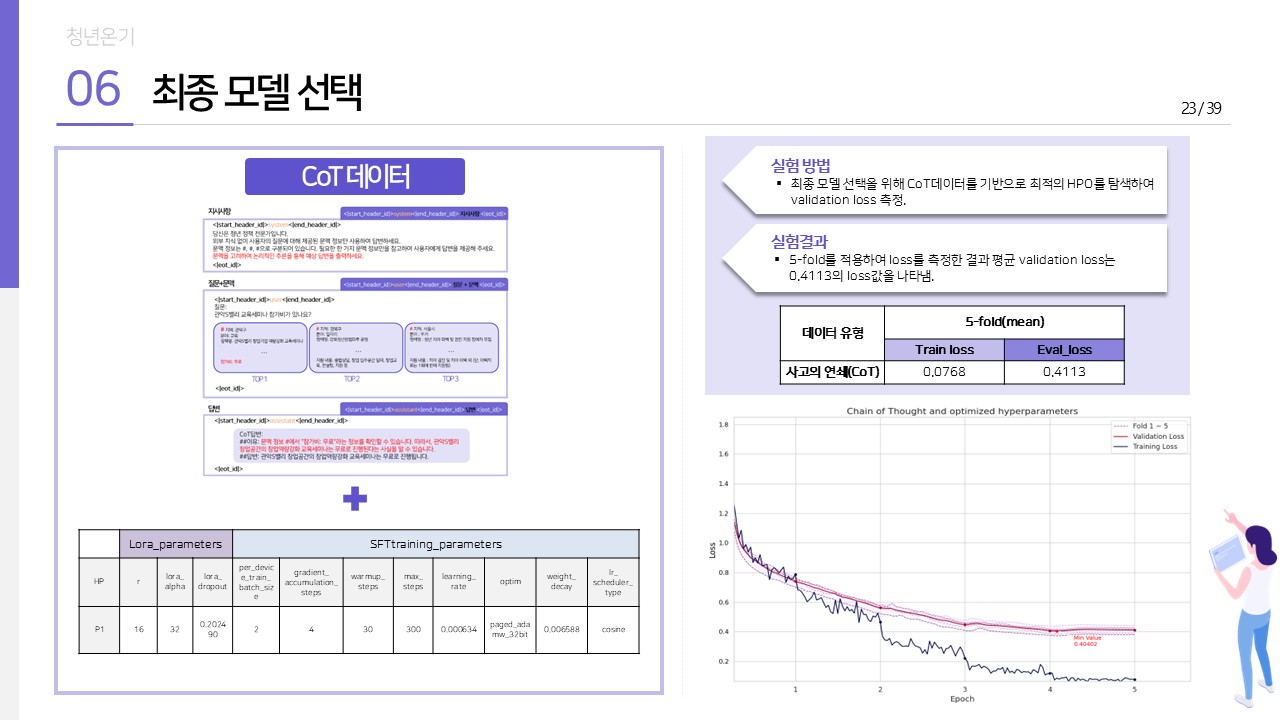 청년온기
06 최종 모델 선택
23 / 39
CoT 데이터
지시사항
<|start_header_id|>system<|end_header_id|> 지시사항 <|eot_id|>
<|start_header_id|>system<|end_header_id|>
당신은 청년 정책 전문가입니다.
외부 지식 없이 사용자의 질문에 대해 제공된 문맥 정보만 사용하여 답변하세요.
문맥 정보는 #, #, #으로 구분되어 있습니다. 필요한 한 가지 문맥 정보만을 참고하여 사용자에게 답변을 제공해 주세요.
문맥을 고려하여 논리적인 추론을 통해 예상 답변을 출력하세요.
<|eot_id|>
질문+문맥
<|start_header_id|>user<|end_header_id|> 질문 + 문맥 <|eot_id|>
<|start_header_id|>user<|end_header_id|>
질문:
관악S밸리 교육세미나 참가비가 있나요?
# 지역: 관악구
분야: 교육
...
참가비: 무료
...
...
TOP1
TOP2
TOP3
<|eot_id|>
답변
<|start_header_id|>assistant<|end_header_id|> 답변 <|eot_id|>
<|start_header_id|>assistant<|end_header_id|>
CoT답변:
##이유: 문맥 정보 #에서 "참가비: 무료"라는 정보를 확인할 수 있습니다. 따라서, 관악S밸리
창업공간의 창업역량강화 교육세미나는 무료로 진행된다는 사실을 알 수 있습니다.
##답변: 관악S밸리 창업공간의 창업역량강화 교육세미나는 무료로 진행됩니다.
<|eot_id|>
Lora_parameters SFTtraining_parameters
HP r lora_alpha lora_dropout per_device_train_batch_size gradient_accumulation_steps warmup_steps max_steps learning_rate optim weight_decay lr_scheduler_type
P1 16 32 0.202490 2 4 30 300 0,000634 paged_adamw_32bit 0,006588 cosine
실험 방법
▪ 최종 모델 선택을 위해 CoT데이터를 기반으로 최적의 HPO를 탐색하여
validation loss 측정.
실험결과
▪ 5-fold를 적용하여 loss를 측정한 결과 평균 validation loss는
0,4113의 loss값을 나타냄.
데이터 유형 5-fold(mean)
Train loss Eval_loss
사고의 연쇄(CoT) 0,0768 0,4113
Chain of Thought and optimized hyperparameters
Fold 1 ~ 5
Validation Loss
Training Loss
1.8
1.6
1.4
1.2
1.0
0.8
0.6
0.4
0.2
Loss
Min Value
0.40402
1 2 3 4 5
Epoch